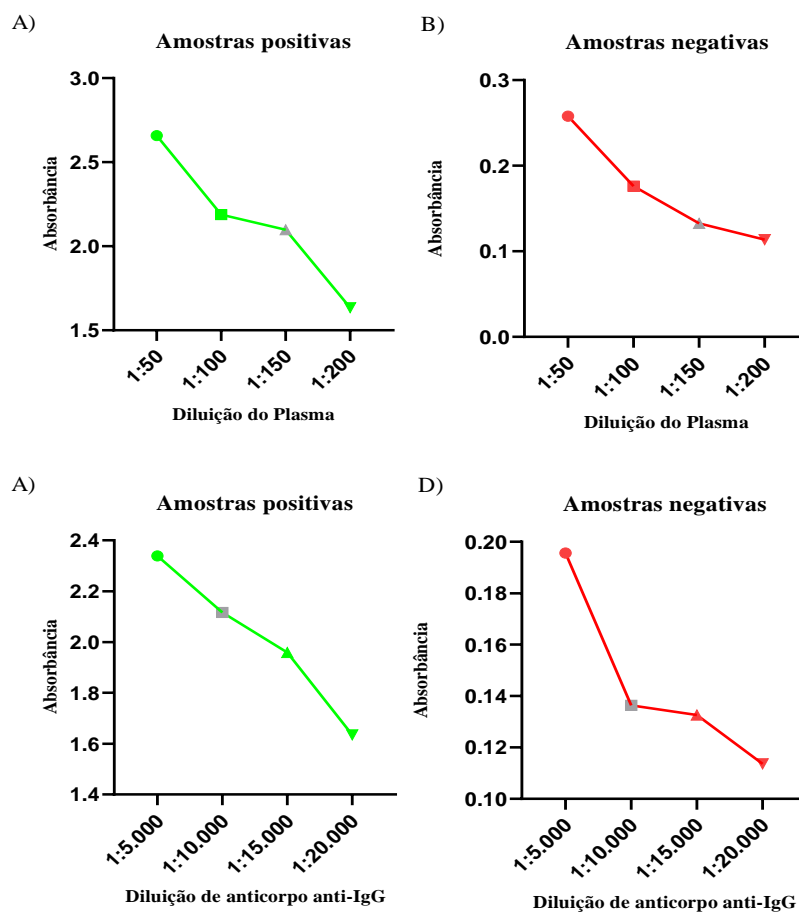 A)
Amostras positivas
3.0
2.5
2.0
1.5
Absorbância
1:50
1:100
1:150
1:200
Diluição do Plasma
B)
Amostras negativas
0.3
0.2
0.1
0.0
Absorbância
1:50
1:100
1:150
1:200
Diluição do Plasma
A)
Amostras positivas
2.4
2.2
2.0
1.8
1.6
1.4
Absorbância
1:5.000
1:10.000
1:15.000
1:20.000
Diluição de anticorpo anti-IgG
D)
Amostras negativas
0.20
0.18
0.16
0.14
0.12
0.10
Absorbância
1:5.000
1:10.000
1:15.000
1:20.000
Diluição de anticorpo anti-IgG